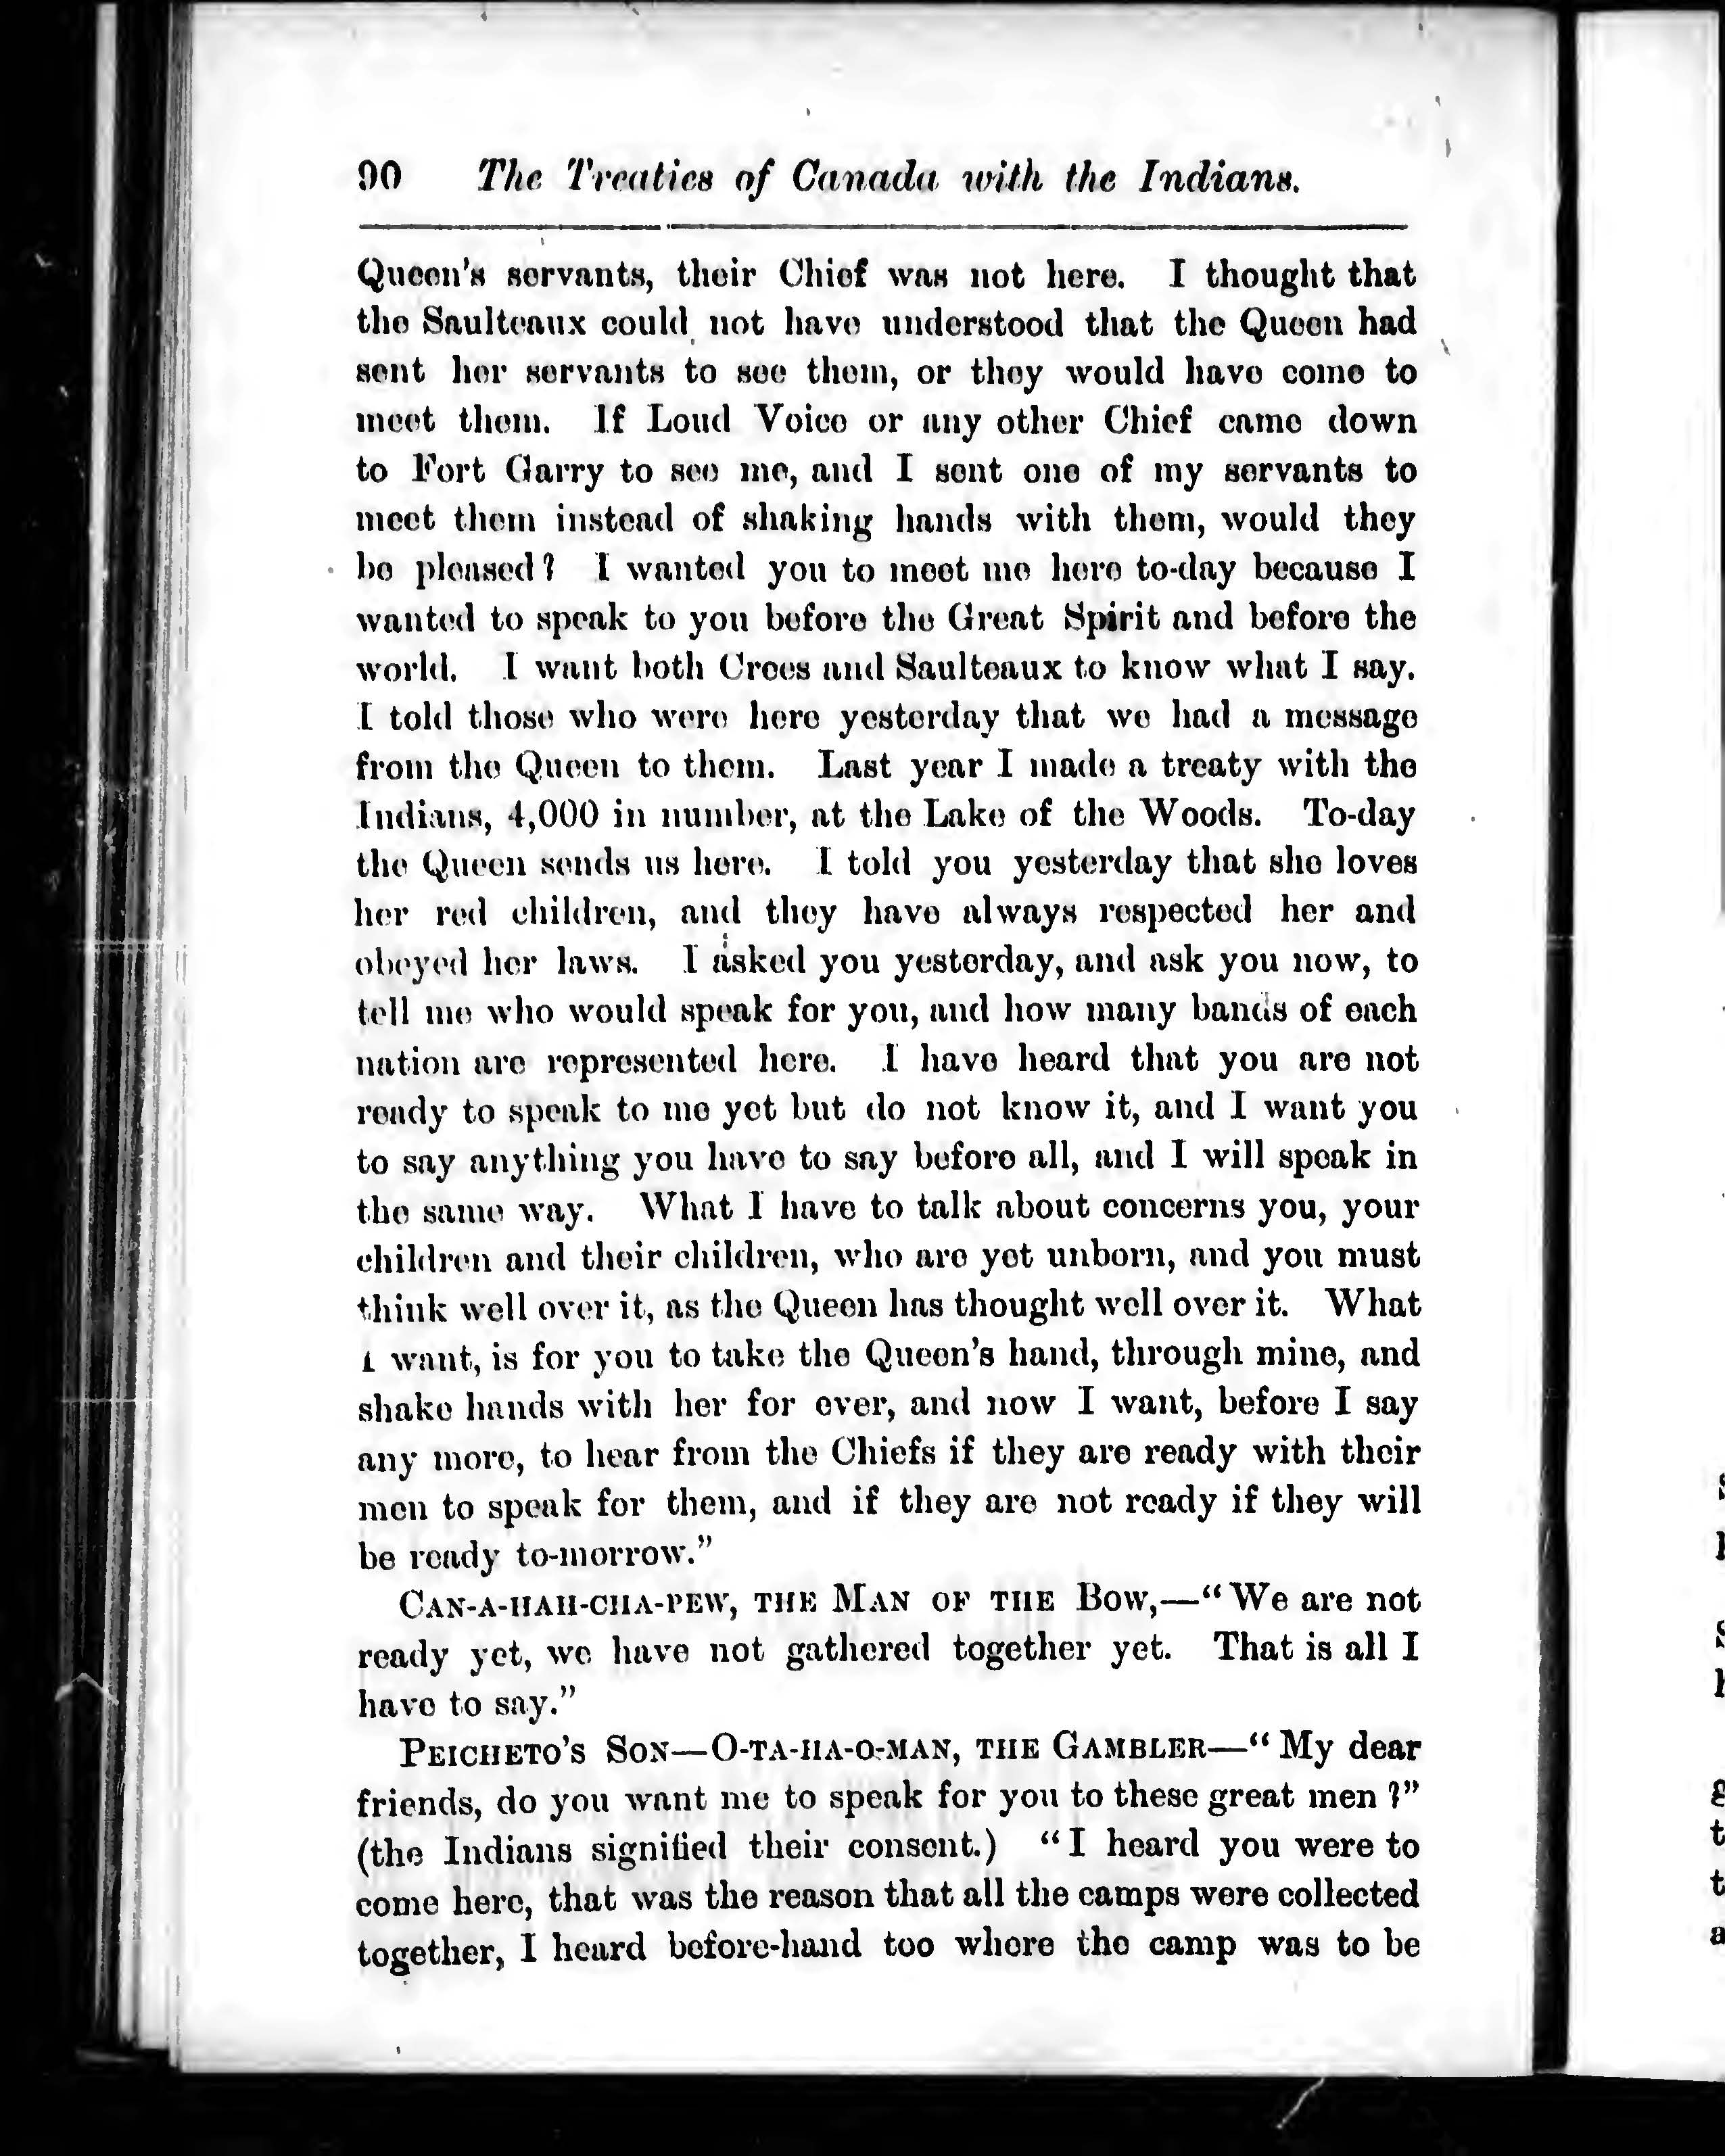 90 The Treaties of Canada with the Indians.
Queen's servants, their Chief was not here. I thought that
the Saulteaux could not have understood that the Queen had
sent her servants to see them, or they would have come to
meet them. If Loud Voice or any other Chief came down
to Fort Garry to see me, and I sent one of my servants to
meet them instead of shaking hands with them, would they
be pleased? I wanted you to meet me here to-day because I
wanted to speak to you before the Great Spirit and before the
world. I want both Crees and Saulteaux to know what I say.
I told those who were here yesterday that we had a message
from the Queen to them. Last year I made a treaty with the
Indians, 4,000 in number, at the Lake of the Woods. To-day
the Queen sends us here. I told you yesterday that she loves
her red children, and they have always respected her and
obeyed her laws. I asked you yesterday, and ask you now, to
tell me who would speak for you, and how many bands of each
nation are represented here. I have heard that you are not
ready to speak to me yet but do not know it, and I want you
to say anything you have to say before all, and I will speak in
the same way. What I have to talk about concerns you, your
children and their children, who are yet unborn, and you must
think well over it, as the Queen has thought well over it. What
I want, is for you to take the Queen's hand, through mine, and
shake hands with her for ever, and now I want, before I say
any more, to hear from the Chiefs if they are ready with their
men to speak for them, and if they are not ready if they will
be ready to-morrow."
CAN-A-HAH-CHA-PEW, THE MAN OF THE BOW,—"We are not
ready yet, we have not gathered together yet. That is all I
have to say."
PEICHETO'S SON—O-TA-HA-O-MAN, THE GAMBLER—"My dear
friends, do you want me to speak for you to these great men?"
(the Indians signified their consent.) "I heard you were to
come here, that was the reason that all the camps were collected
together, I heard before-hand too where the camp was to be